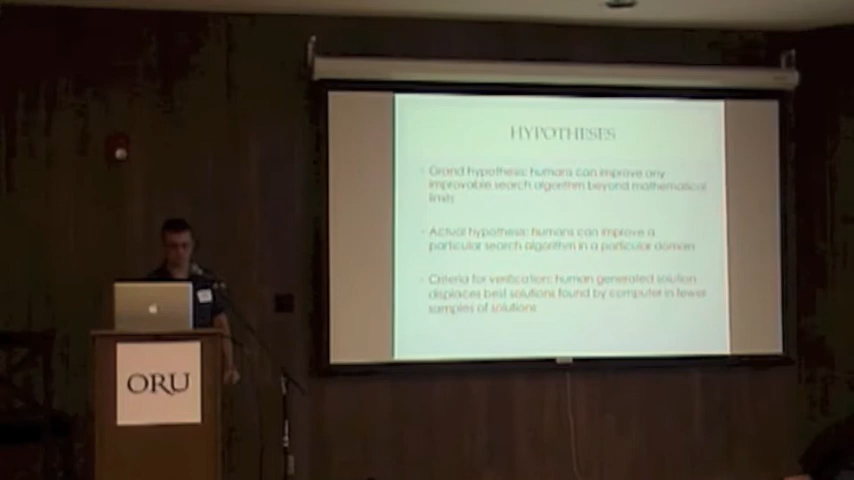 HYPOTHESES
Grand hypothesis: humans can improve any
improvable search algorithm beyond mathematical
limits
Actual hypothesis: humans can improve a
particular search algorithm in a particular domain
Criteria for verification: human generated solution
displaces best solutions found by computer in fewer
samples of solutions
ORU